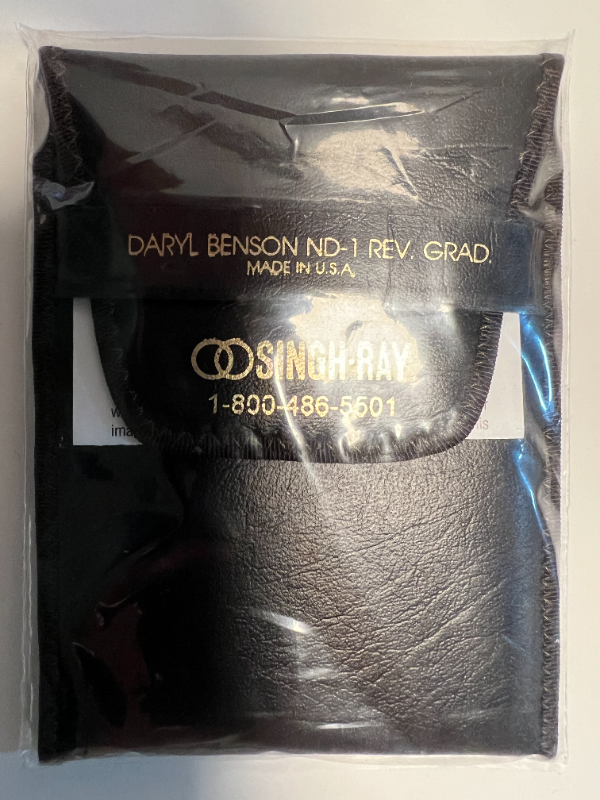 DARYL BENSON ND-1 REV. GRAD.
MADE IN U.S.A.
SINGH-RAY
1-800-486-5501